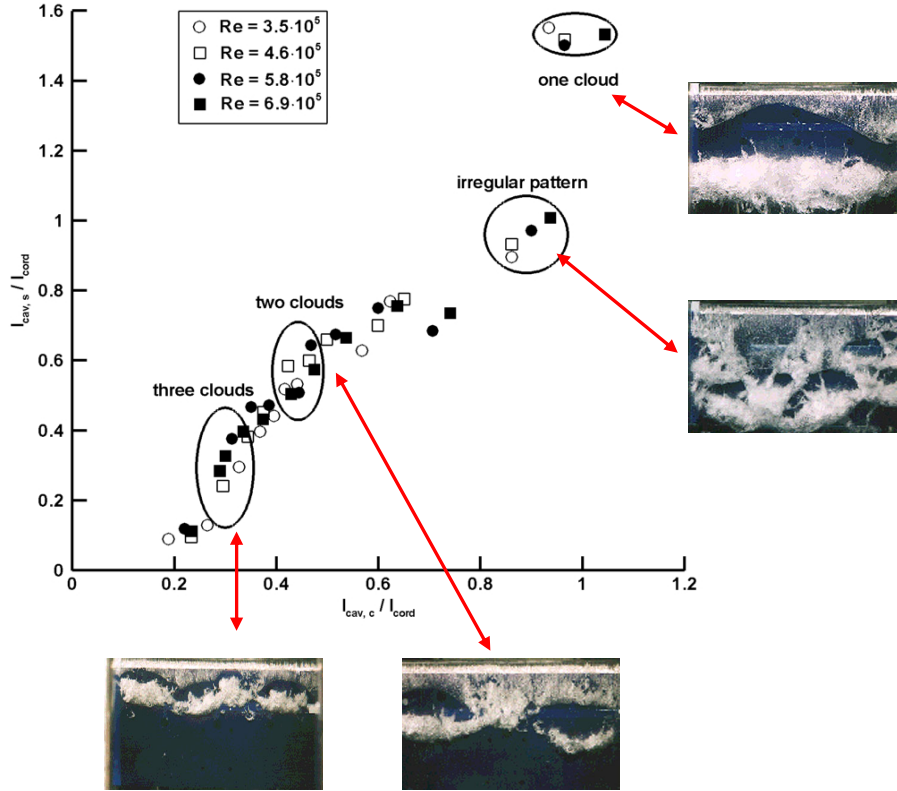 Re = 3.5·10⁵
Re = 4.6·10⁵
Re = 5.8·10⁵
Re = 6.9·10⁵
one cloud
irregular pattern
two clouds
three clouds
1.6
1.4
1.2
1
0.8
0.6
0.4
0.2
0
l_cav, s / l_cord
0
0.2
0.4
0.6
0.8
1
1.2
l_cav, c / l_cord